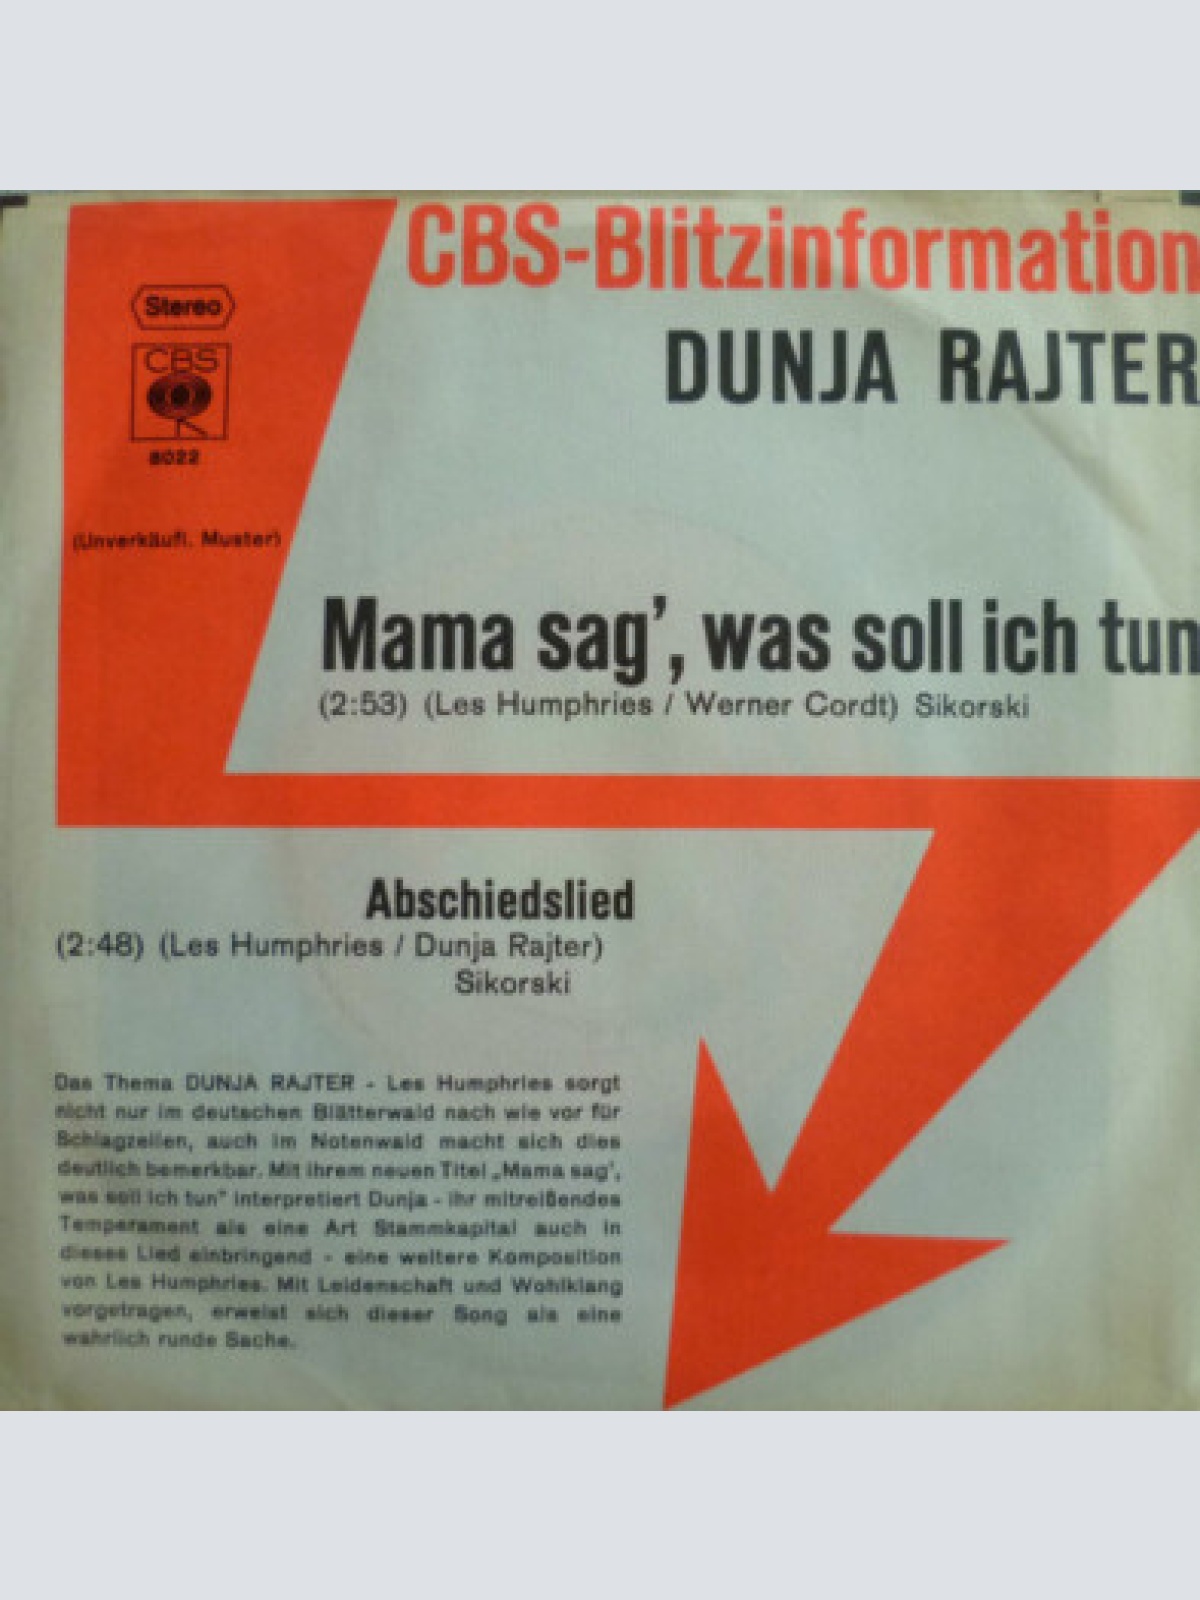 CBS-Blitzinformation
DUNJA RAJTER
Stereo
CBS
8022
(Unverkäufl. Muster)
Mama sag', was soll ich tun
(2:53) (Les Humphries / Werner Cordt) Sikorski
Abschiedslied
(2:48) (Les Humphries / Dunja Rajter)
Sikorski
Das Thema DUNJA RAJTER - Les Humphries sorgt
nicht nur im deutschen Blätterwald nach wie vor für
Schlagzeilen, auch im Notenwald macht sich dies
deutlich bemerkbar. Mit ihrem neuen Titel „Mama sag',
was soll ich tun" interpretiert Dunja - ihr mitreißendes
Temperament als eine Art Stammkapital auch in
dieses Lied einbringend - eine weitere Komposition
von Les Humphries. Mit Leidenschaft und Wohlklang
vorgetragen, erweist sich dieser Song als eine
wahrlich runde Sache.